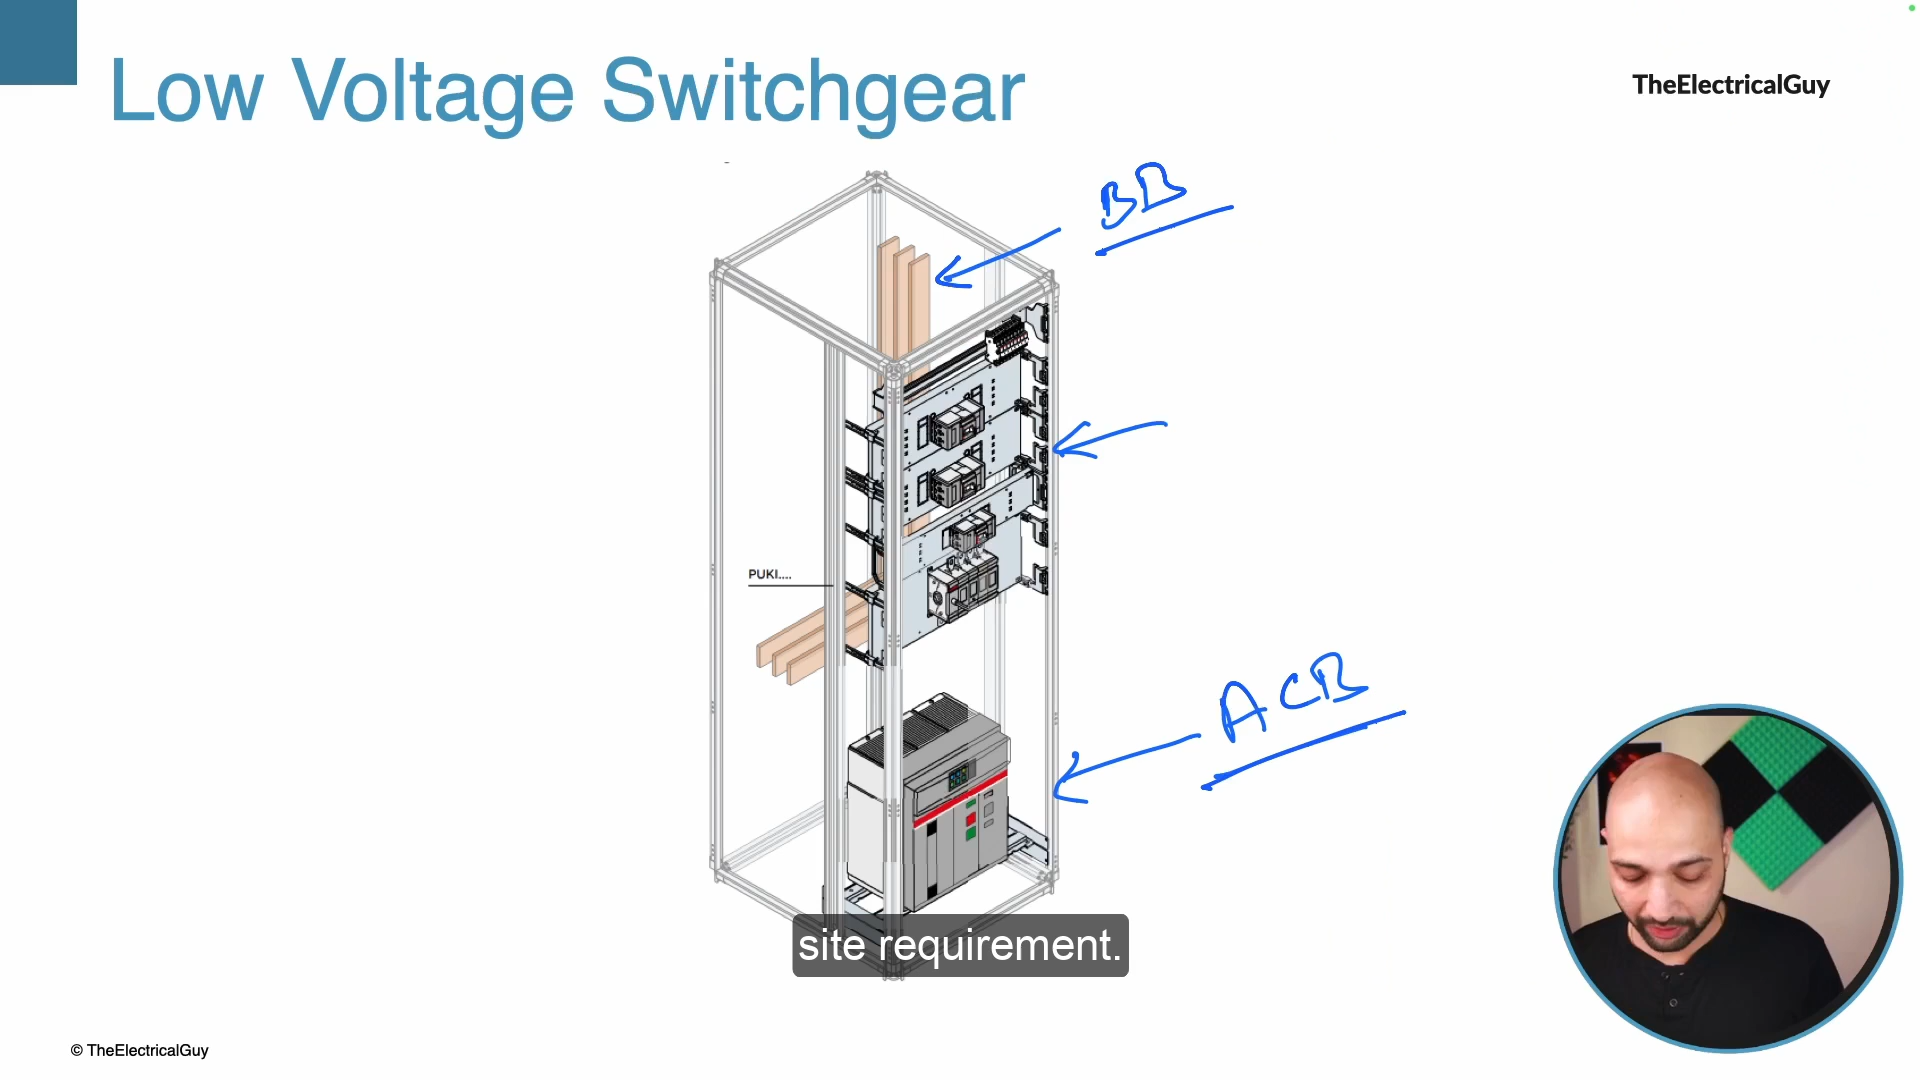 Low Voltage Switchgear
TheElectricalGuy
BB
PUKI....
ACB
site requirement.
© TheElectricalGuy